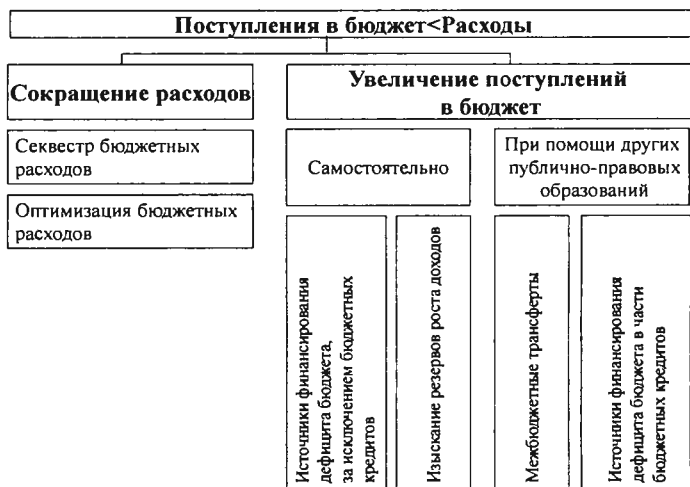 Поступления в бюджет<Расходы
Сокращение расходов
Увеличение поступлений
в бюджет
Секвестр бюджетных
расходов
Оптимизация бюджетных
расходов
Самостоятельно
При помощи других
публично-правовых
образований
Источники финансирования
дефицита бюджета,
за исключением бюджетных
кредитов
Изыскание резервов роста доходов
Межбюджетные трансферты
Источники финансирования
дефицита бюджета в части
бюджетных кредитов